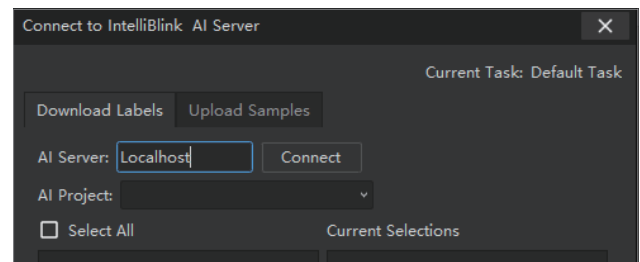 Connect to IntelliBlink AI Server
Current Task: Default Task
Download Labels Upload Samples
AI Server: Localhost Connect
AI Project:
Select All Current Selections